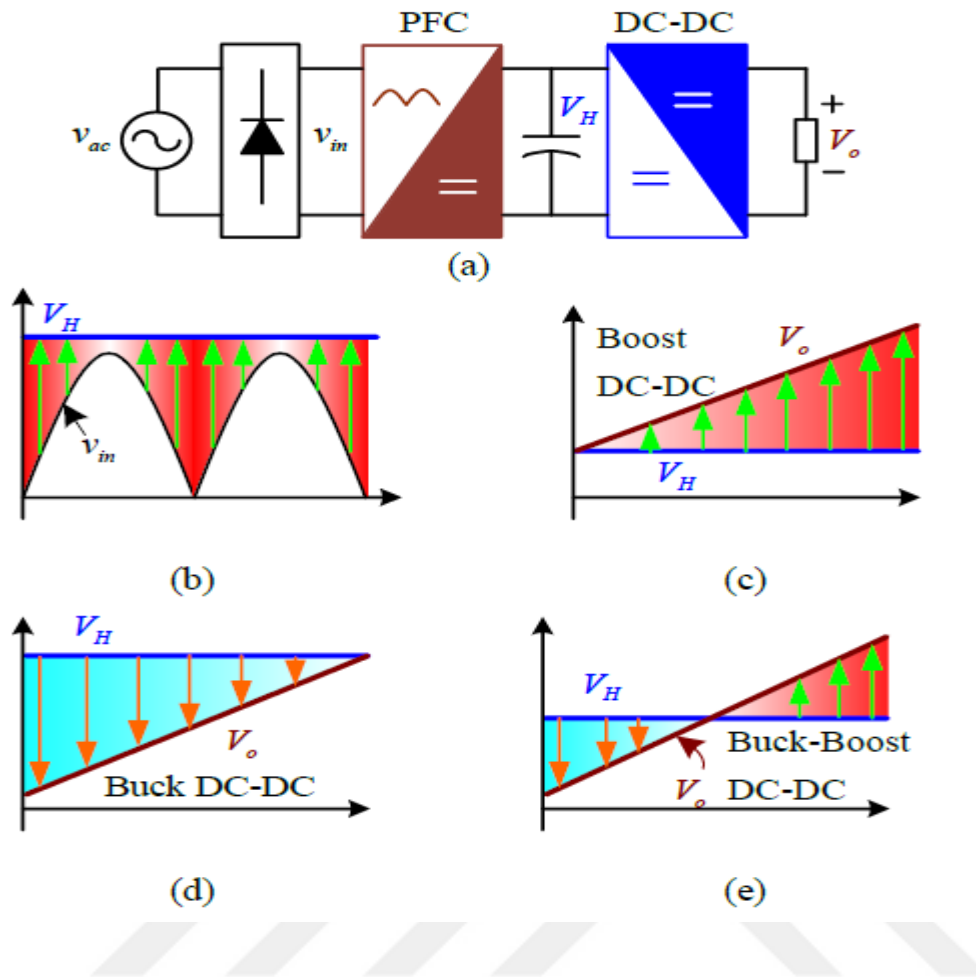 PFC DC-DC
v_ac v_in V_H + V_o −
(a)
V_H
v_in
(b)
Boost V_o
DC-DC
V_H
(c)
V_H
V_o
Buck DC-DC
(d)
V_H
Buck-Boost
V_o DC-DC
(e)